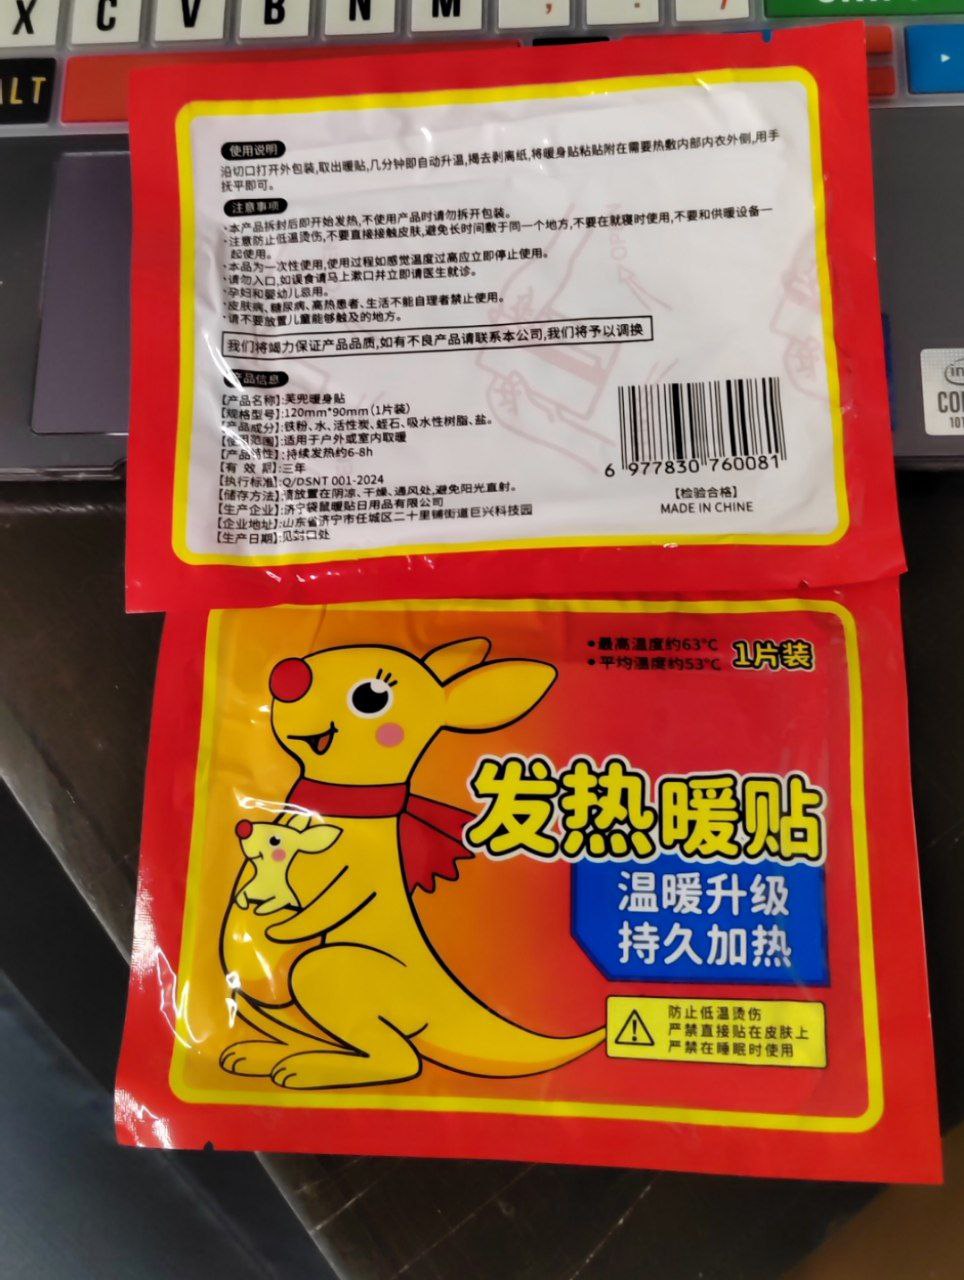 X C V B N M , . /
ALT
使用说明
沿切口打开外包装,取出暖贴,几分钟即自动升温,揭去剥离纸,将暖身贴粘贴附在需要热敷内部内衣外侧,用手
抚平即可。
注意事项
·本产品拆封后即开始发热,不使用产品时请勿拆开包装。
·注意防止低温烫伤,不要直接接触皮肤,避免长时间敷于同一个地方,不要在就寝时使用,不要和供暖设备一
起使用。
·本品为一次性使用,使用过程如感觉温度过高应立即停止使用。
·请勿入口,如误食请马上漱口并立即请医生就诊。
·孕妇和婴幼儿忌用。
·皮肤病、糖尿病、高热患者、生活不能自理者禁止使用。
·请不要放置儿童能够触及的地方。
我们将竭力保证产品品质,如有不良产品请联系本公司,我们将予以调换
产品信息
【产品名称】:芙兜暖身贴
【规格型号】:120mm*90mm(1片装)
【产品成分】:铁粉、水、活性炭、蛭石、吸水性树脂、盐。
【使用范围】:适用于户外或室内取暖
【产品特性】:持续发热约6-8h
【有 效 期】:三年
【执行标准】:Q/DSNT 001-2024
【储存方法】:请放置在阴凉、干燥、通风处,避免阳光直射。
【生产企业】:济宁袋鼠暖贴日用品有限公司
【企业地址】:山东省济宁市任城区二十里铺街道巨兴科技园
【生产日期】:见封口处
6 977830 760081
【检验合格】
MADE IN CHINE
•最高温度约63°C
•平均温度约53°C
1片装
发热暖贴
温暖升级
持久加热
防止低温烫伤
严禁直接贴在皮肤上
严禁在睡眠时使用